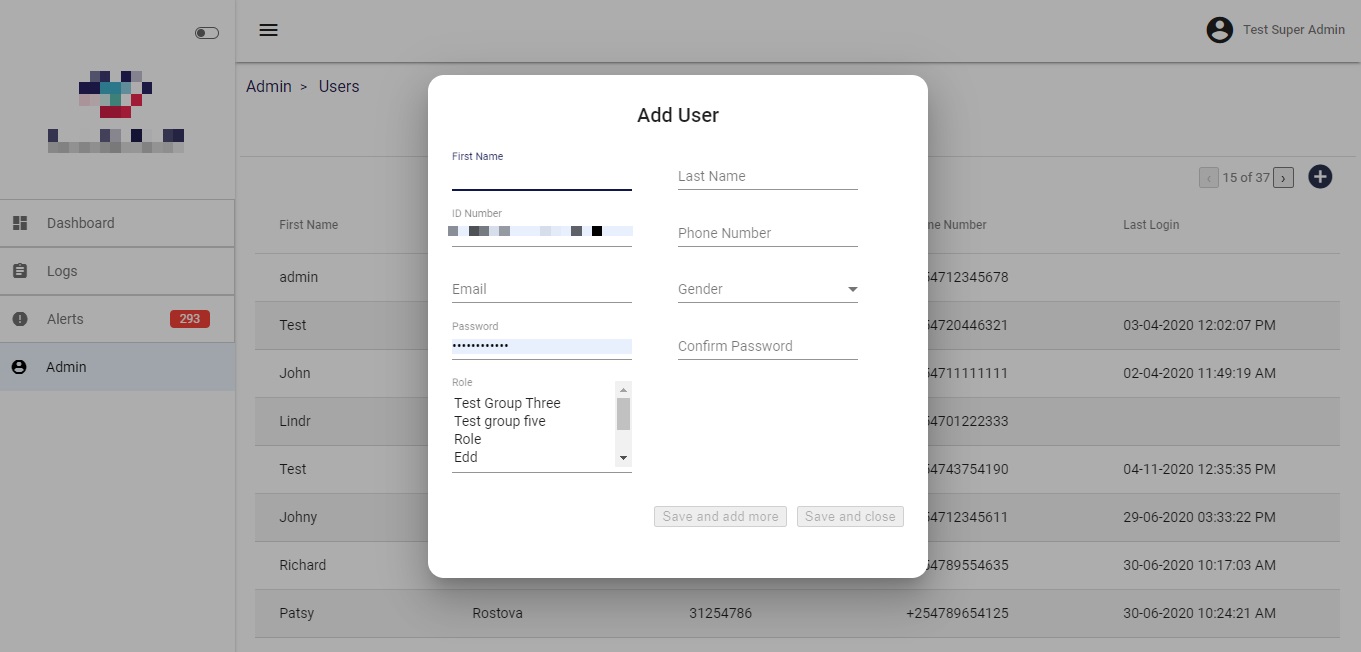 Test Super Admin
Admin > Users
Add User
First Name
Last Name
ID Number
Phone Number
Email
Gender
Password
••••••••••••
Confirm Password
Role
Test Group Three
Test group five
Role
Edd
Save and add more Save and close
Dashboard
Logs
Alerts 293
Admin
‹ 15 of 37 ›
First Name ne Number Last Login
admin 54712345678
Test 54720446321 03-04-2020 12:02:07 PM
John 54711111111 02-04-2020 11:49:19 AM
Lindr 54701222333
Test 54743754190 04-11-2020 12:35:35 PM
Johny 54712345611 29-06-2020 03:33:22 PM
Richard 54789554635 30-06-2020 10:17:03 AM
Patsy Rostova 31254786 +254789654125 30-06-2020 10:24:21 AM